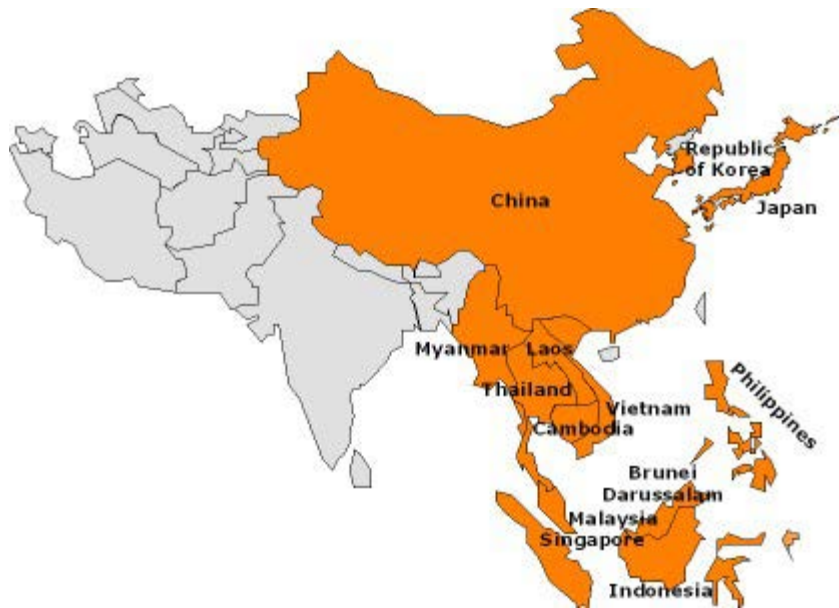 Republic
of Korea
China
Japan
Myanmar
Laos
Philippines
Thailand
Vietnam
Cambodia
Brunei
Darussalam
Malaysia
Singapore
Indonesia